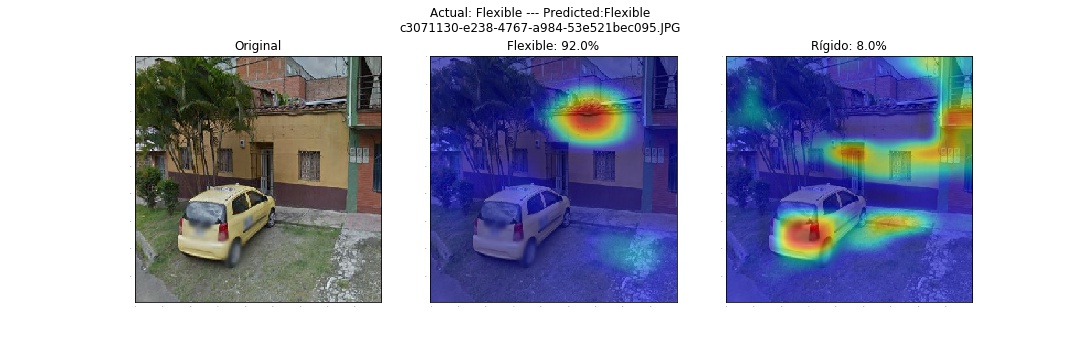 Actual: Flexible --- Predicted:Flexible
c3071130-e238-4767-a984-53e521bec095.JPG
Original
Flexible: 92.0%
Rígido: 8.0%